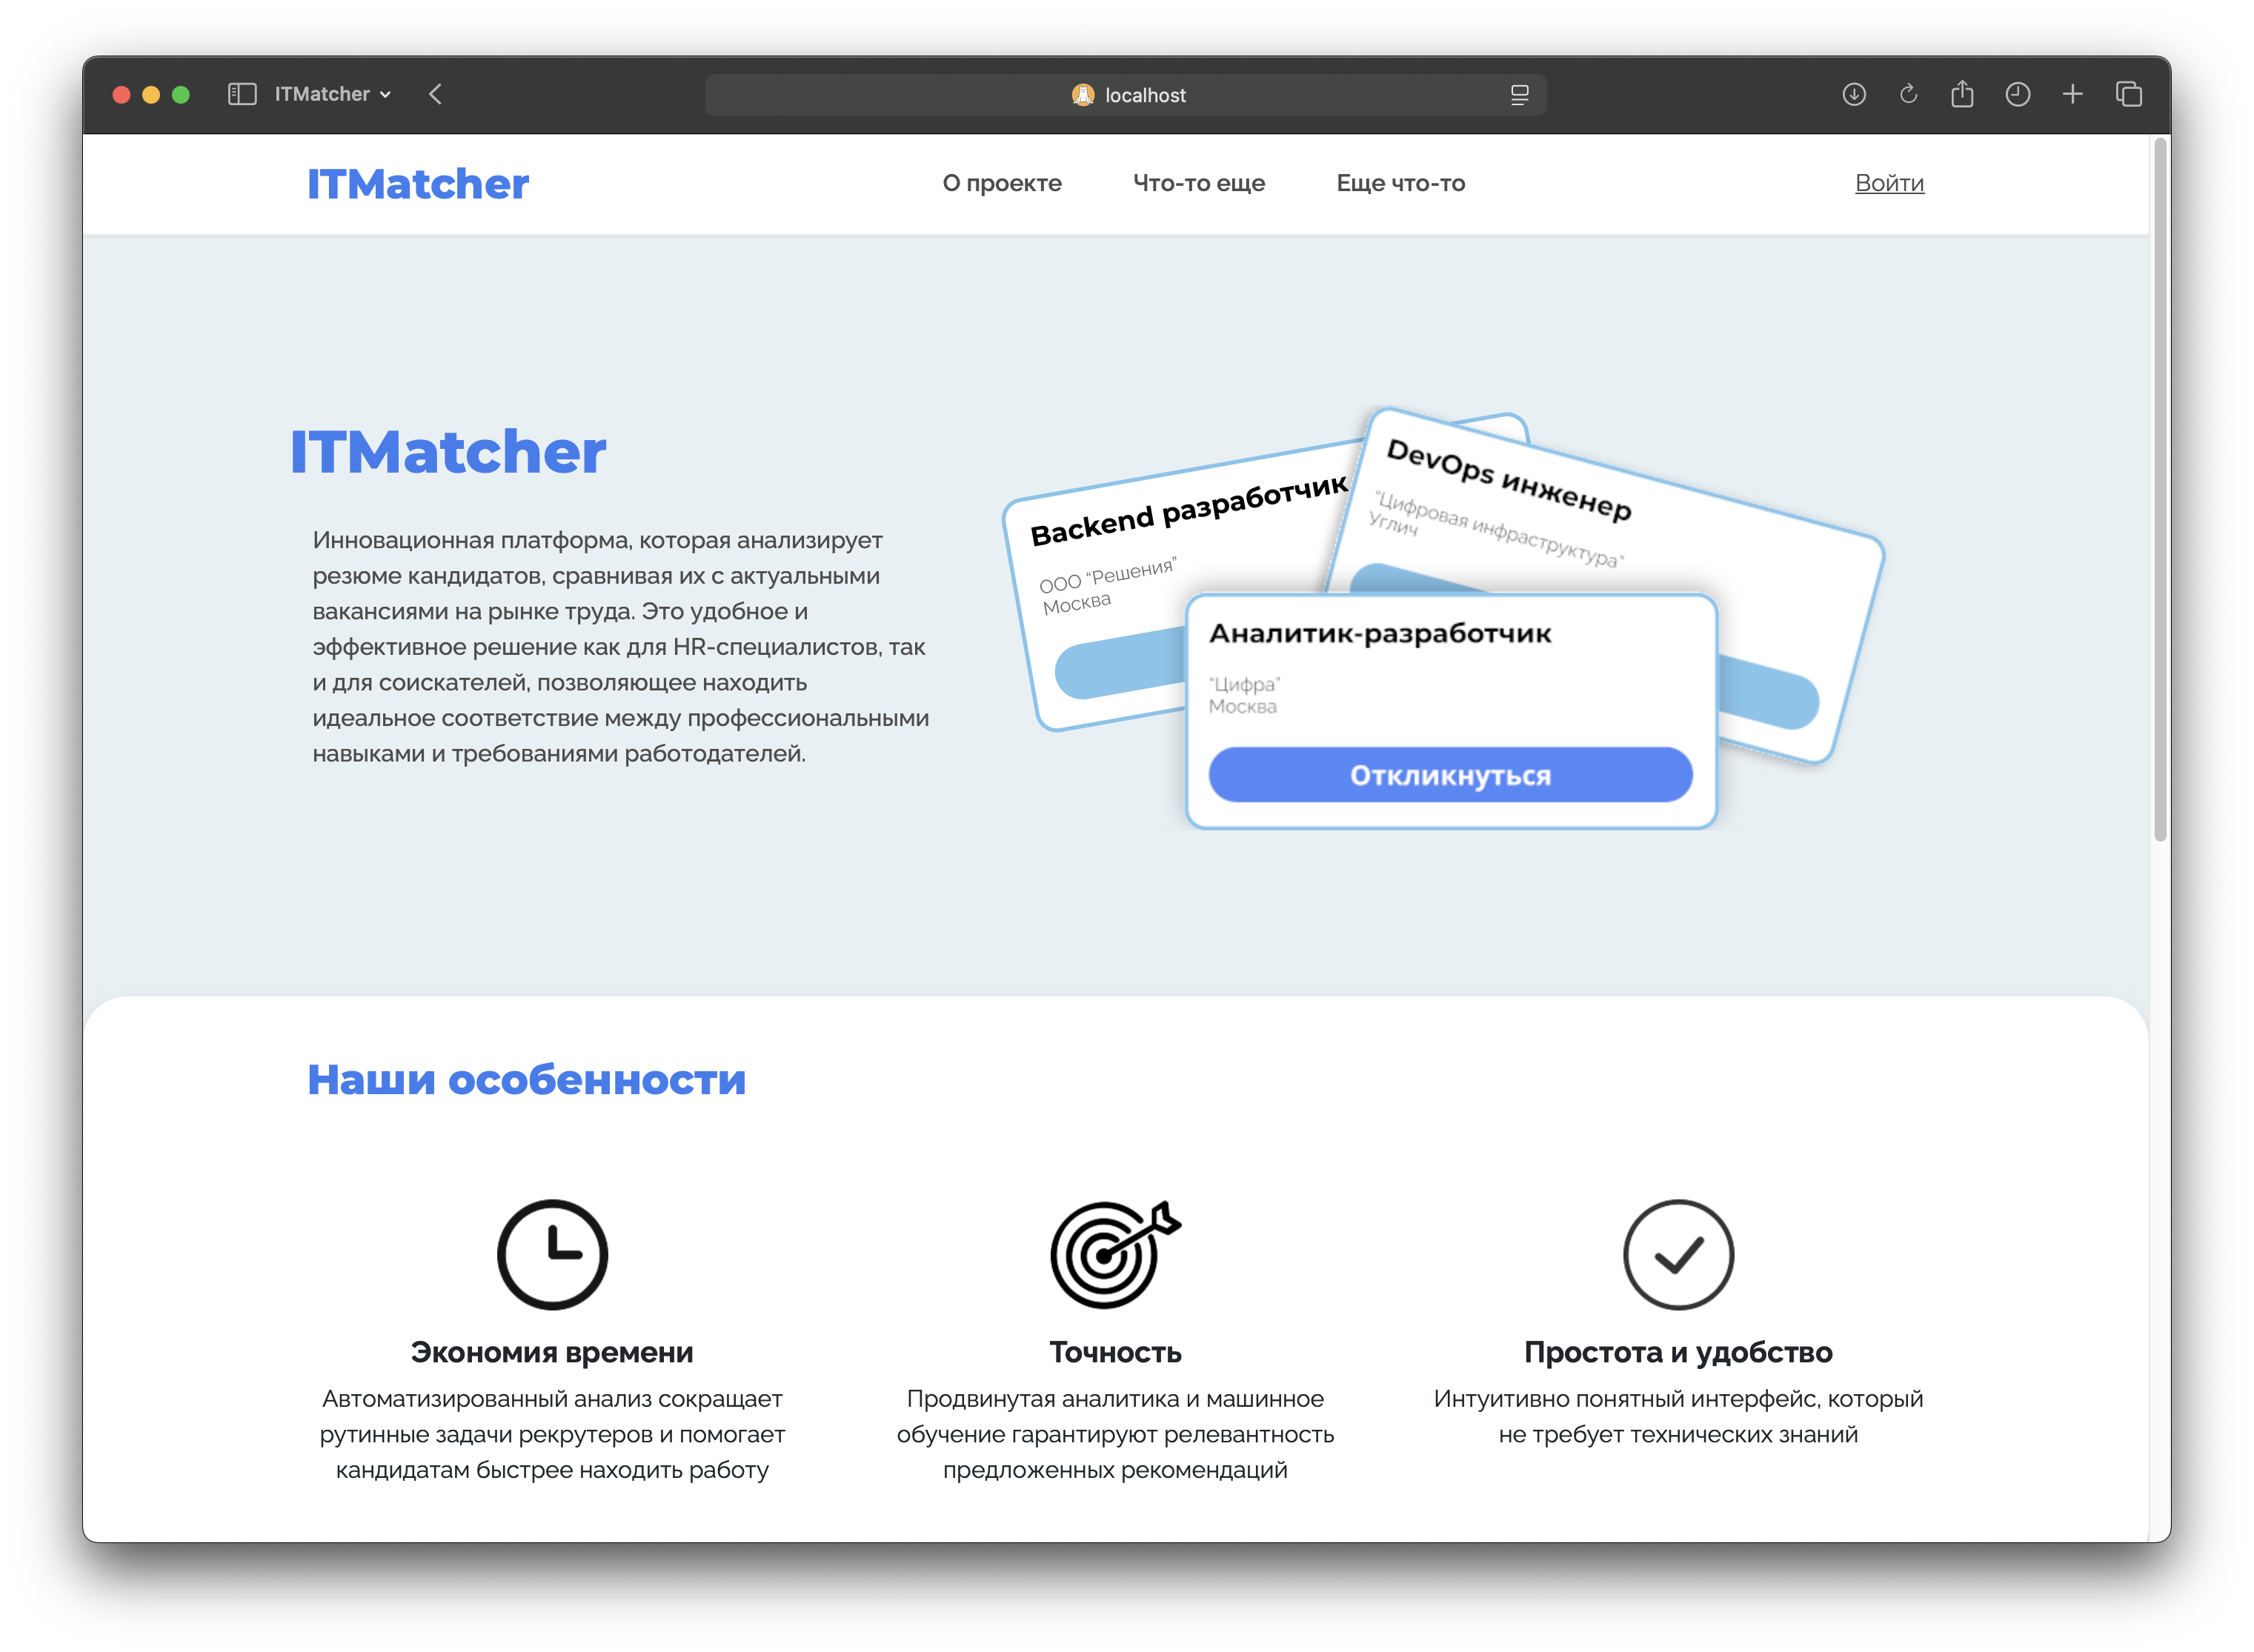 ITMatcher
localhost
ITMatcher
О проекте
Что-то еще
Еще что-то
Войти
ITMatcher
Инновационная платформа, которая анализирует
резюме кандидатов, сравнивая их с актуальными
вакансиями на рынке труда. Это удобное и
эффективное решение как для HR-специалистов, так
и для соискателей, позволяющее находить
идеальное соответствие между профессиональными
навыками и требованиями работодателей.
Backend разработчик
ООО “Решения”
Москва
DevOps инженер
“Цифровая инфраструктура”
Углич
Аналитик-разработчик
“Цифра”
Москва
Откликнуться
Наши особенности
Экономия времени
Автоматизированный анализ сокращает
рутинные задачи рекрутеров и помогает
кандидатам быстрее находить работу
Точность
Продвинутая аналитика и машинное
обучение гарантируют релевантность
предложенных рекомендаций
Простота и удобство
Интуитивно понятный интерфейс, который
не требует технических знаний